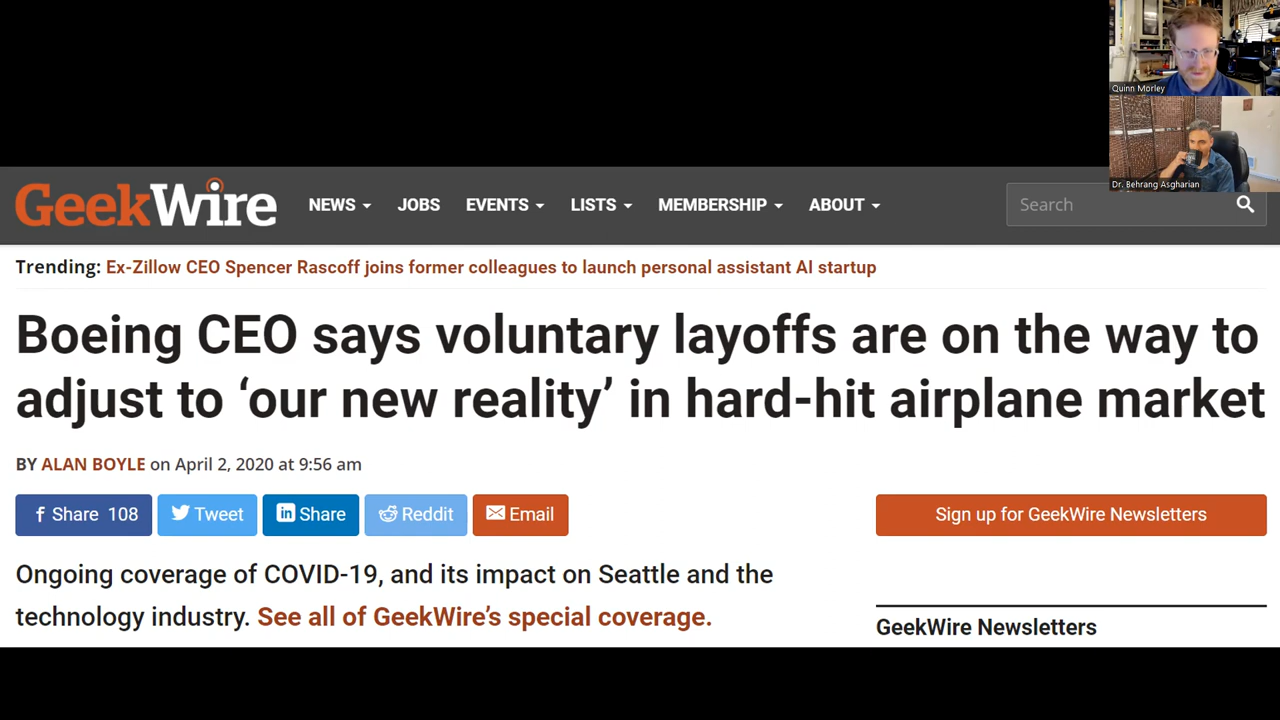 Quinn Morley
Dr. Behrang Asgharian
GeekWire NEWS JOBS EVENTS LISTS MEMBERSHIP ABOUT Search
Trending: Ex-Zillow CEO Spencer Rascoff joins former colleagues to launch personal assistant AI startup
Boeing CEO says voluntary layoffs are on the way to
adjust to ‘our new reality’ in hard-hit airplane market
BY ALAN BOYLE on April 2, 2020 at 9:56 am
f Share 108 Tweet in Share Reddit Email Sign up for GeekWire Newsletters
Ongoing coverage of COVID-19, and its impact on Seattle and the
technology industry. See all of GeekWire’s special coverage.
GeekWire Newsletters